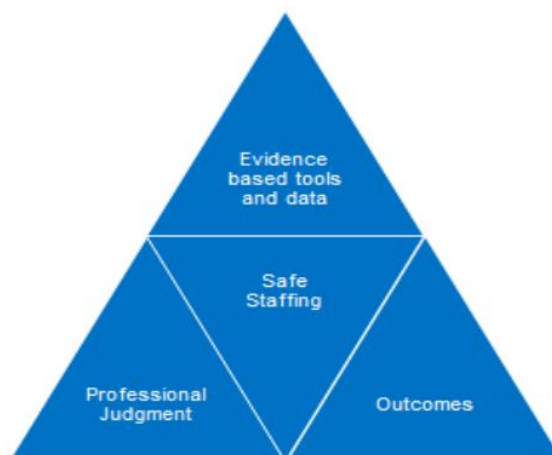 Evidence
based tools
and data
Safe
Staffing
Professional
Judgment
Outcomes